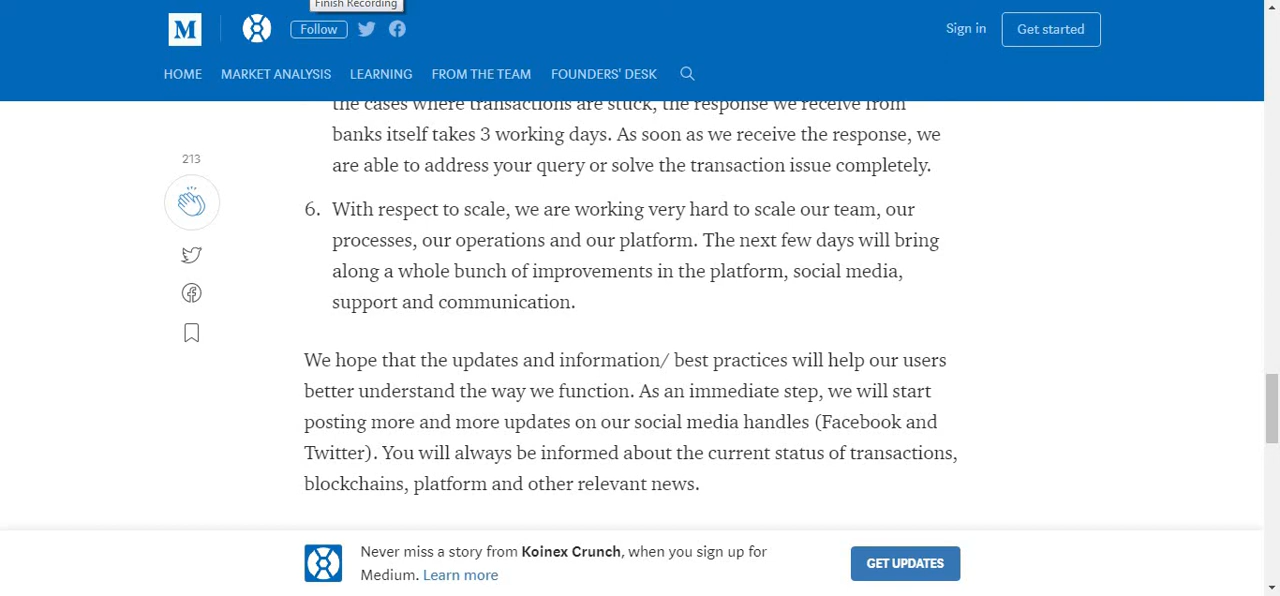 Finish Recording
M
Follow
Sign in
Get started
HOME
MARKET ANALYSIS
LEARNING
FROM THE TEAM
FOUNDERS' DESK
the cases where transactions are stuck, the response we receive from
banks itself takes 3 working days. As soon as we receive the response, we
are able to address your query or solve the transaction issue completely.
213
6. With respect to scale, we are working very hard to scale our team, our
processes, our operations and our platform. The next few days will bring
along a whole bunch of improvements in the platform, social media,
support and communication.
We hope that the updates and information/ best practices will help our users
better understand the way we function. As an immediate step, we will start
posting more and more updates on our social media handles (Facebook and
Twitter). You will always be informed about the current status of transactions,
blockchains, platform and other relevant news.
Never miss a story from Koinex Crunch, when you sign up for
Medium. Learn more
GET UPDATES